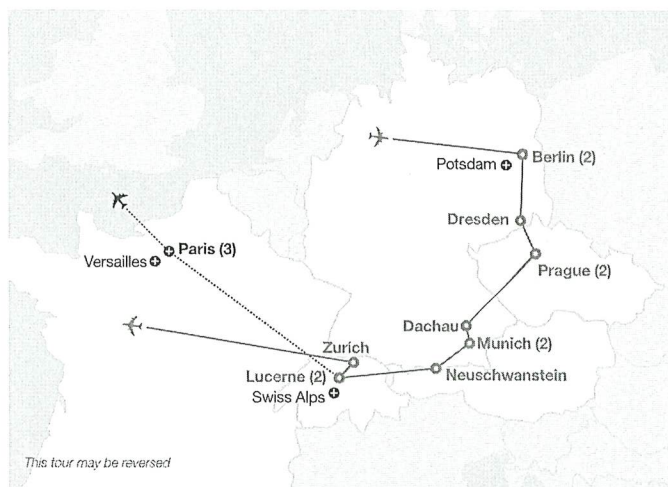 Berlin (2)
Potsdam
Dresden
Paris (3)
Versailles
Prague (2)
Dachau
Munich (2)
Zurich
Neuschwanstein
Lucerne (2)
Swiss Alps
This tour may be reversed